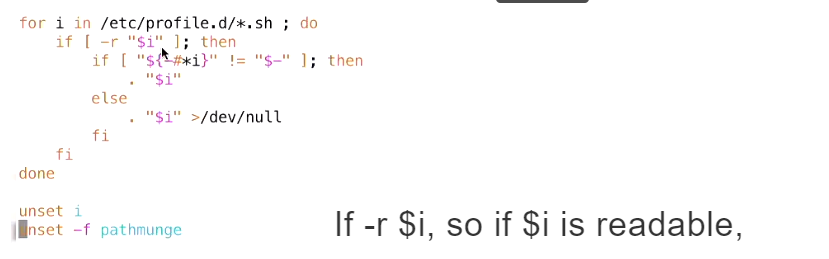 for i in /etc/profile.d/*.sh ; do
    if [ -r "$i" ]; then
        if [ "${-#*i}" != "$-" ]; then
            . "$i"
        else
            . "$i" >/dev/null
        fi
    fi
done

unset i
unset -f pathmunge
If -r $i, so if $i is readable,